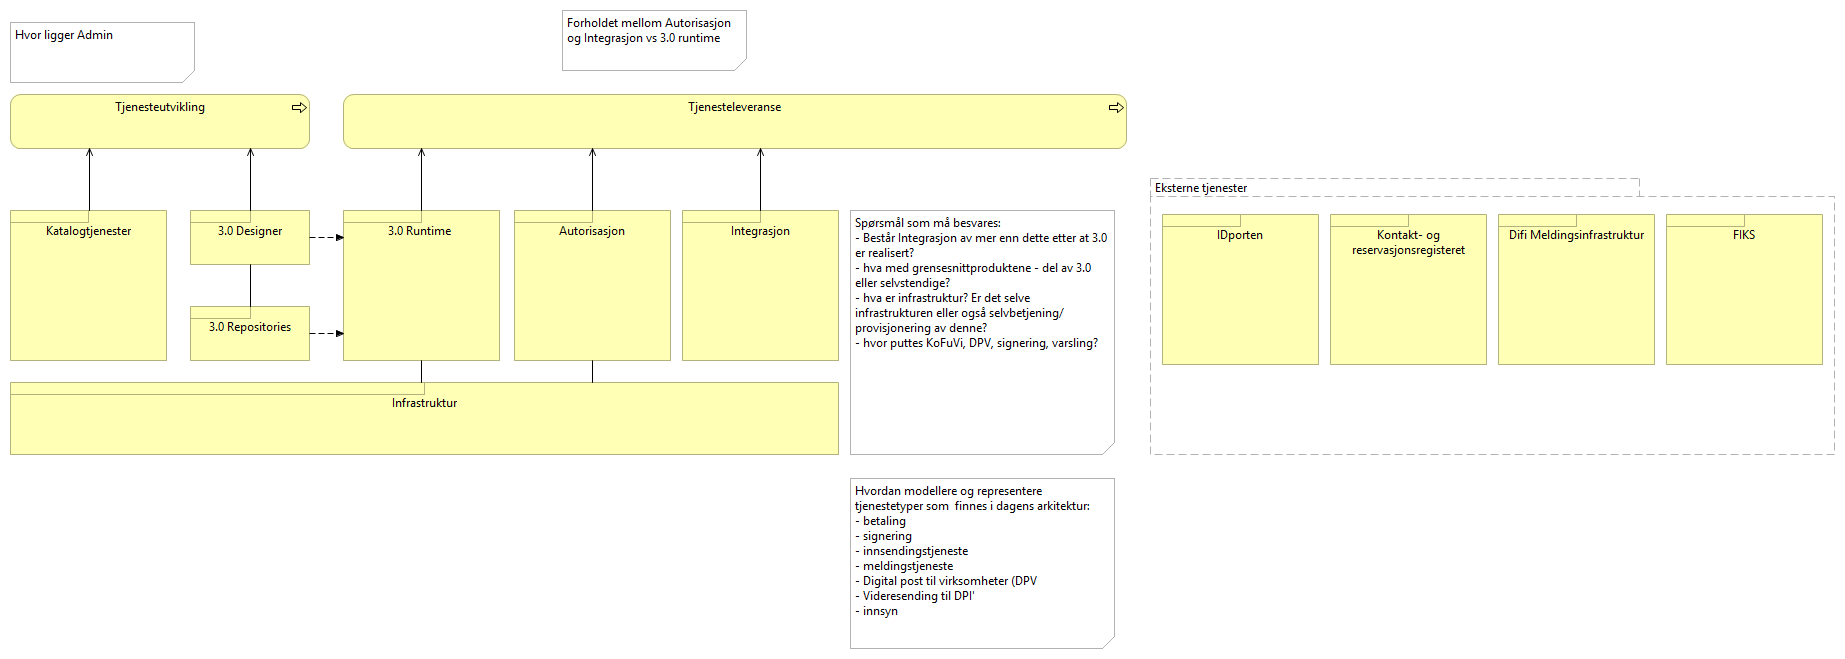 Hvor ligger Admin
Forholdet mellom Autorisasjon
og Integrasjon vs 3.0 runtime
Tjenesteutvikling
Tjenesteleveranse
Katalogtjenester
3.0 Designer
3.0 Repositories
3.0 Runtime
Autorisasjon
Integrasjon
Infrastruktur
Spørsmål som må besvares:
- Består Integrasjon av mer enn dette etter at 3.0
er realisert?
- hva med grensesnittproduktene - del av 3.0
eller selvstendige?
- hva er infrastruktur? Er det selve
infrastrukturen eller også selvbetjening/
provisjonering av denne?
- hvor puttes KoFuVi, DPV, signering, varsling?
Eksterne tjenester
IDporten
Kontakt- og
reservasjonsregisteret
Difi Meldingsinfrastruktur
FIKS
Hvordan modellere og representere
tjenestetyper som  finnes i dagens arkitektur:
- betaling
- signering
- innsendingstjeneste
- meldingstjeneste
- Digital post til virksomheter (DPV
- Videresending til DPI'
- innsyn